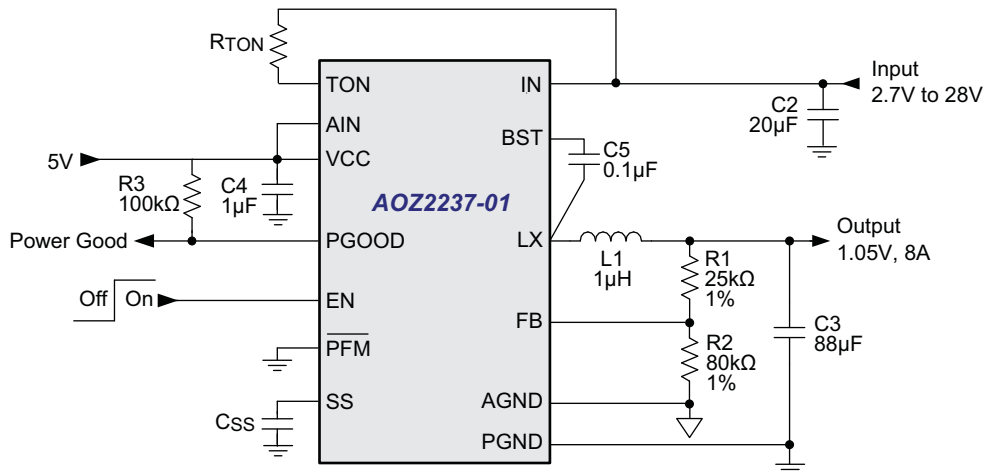 RTON
TON
IN
Input
2.7V to 28V
C2
20µF
AIN
BST
5V
VCC
C5
0.1µF
R3
100kΩ
C4
1µF
AOZ2237-01
Power Good
PGOOD
LX
L1
1µH
Output
1.05V, 8A
R1
25kΩ
1%
Off
On
EN
FB
C3
88µF
PFM
R2
80kΩ
1%
CSS
SS
AGND
PGND